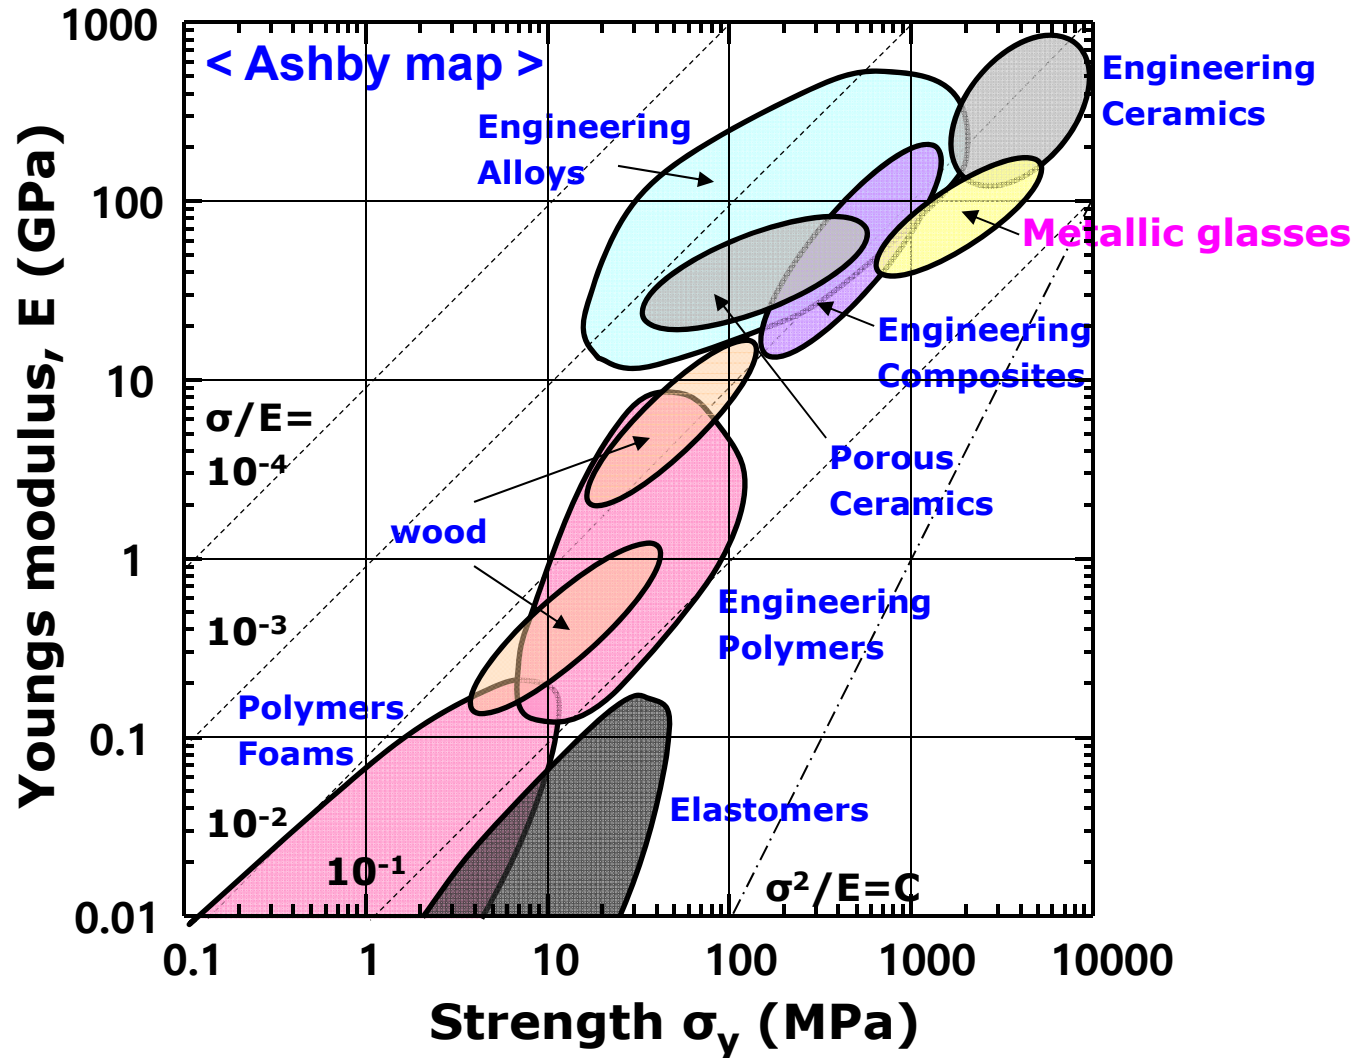 < Ashby map >
Engineering
Alloys
Engineering
Ceramics
Metallic glasses
Engineering
Composites
Porous
Ceramics
wood
Engineering
Polymers
Polymers
Foams
Elastomers
σ/E=
10⁻⁴
10⁻³
10⁻²
10⁻¹
σ²/E=C
Youngs modulus, E (GPa)
1000
100
10
1
0.1
0.01
0.1
1
10
100
1000
10000
Strength σy (MPa)